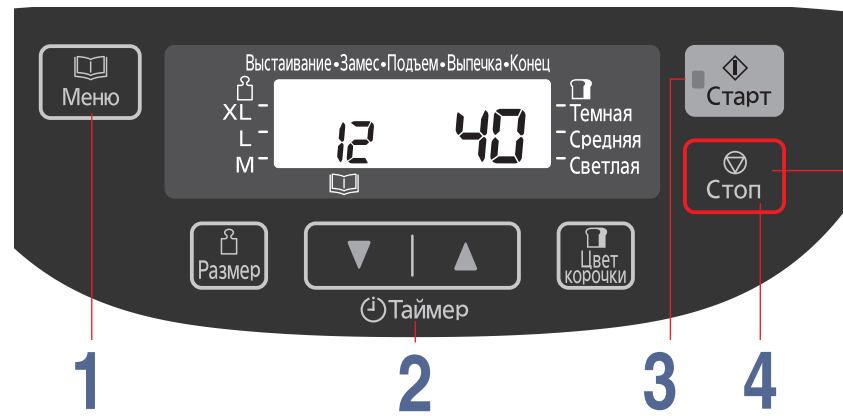 Выстаивание•Замес•Подъем•Выпечка•Конец
Меню
Старт
XL
L
M
12
40
Темная
Средняя
Светлая
Стоп
Размер
Цвет
корочки
Таймер
1
2
3
4